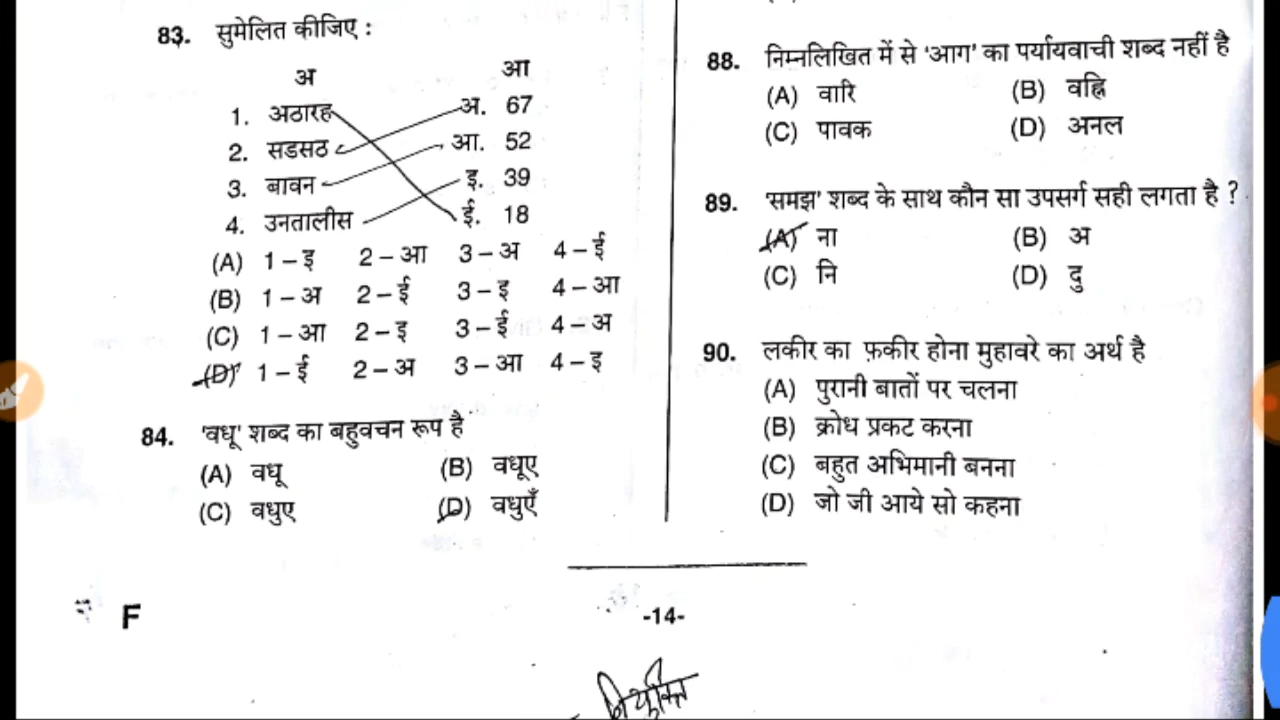 83. सुमेलित कीजिए :
अ आ
1. अठारह अ. 67
2. सडसठ आ. 52
3. बावन इ. 39
4. उनतालीस ई. 18
(A) 1 – इ 2 – आ 3 – अ 4 – ई
(B) 1 – अ 2 – ई 3 – इ 4 – आ
(C) 1 – आ 2 – इ 3 – ई 4 – अ
(D) 1 – ई 2 – अ 3 – आ 4 – इ
84. 'वधू' शब्द का बहुवचन रूप है
(A) वधू (B) वधूए
(C) वधुए (D) वधुएँ
88. निम्नलिखित में से 'आग' का पर्यायवाची शब्द नहीं है
(A) वारि (B) वह्नि
(C) पावक (D) अनल
89. 'समझ' शब्द के साथ कौन सा उपसर्ग सही लगता है ?
(A) ना (B) अ
(C) नि (D) दु
90. लकीर का फ़कीर होना मुहावरे का अर्थ है
(A) पुरानी बातों पर चलना
(B) क्रोध प्रकट करना
(C) बहुत अभिमानी बनना
(D) जो जी आये सो कहना
F -14-